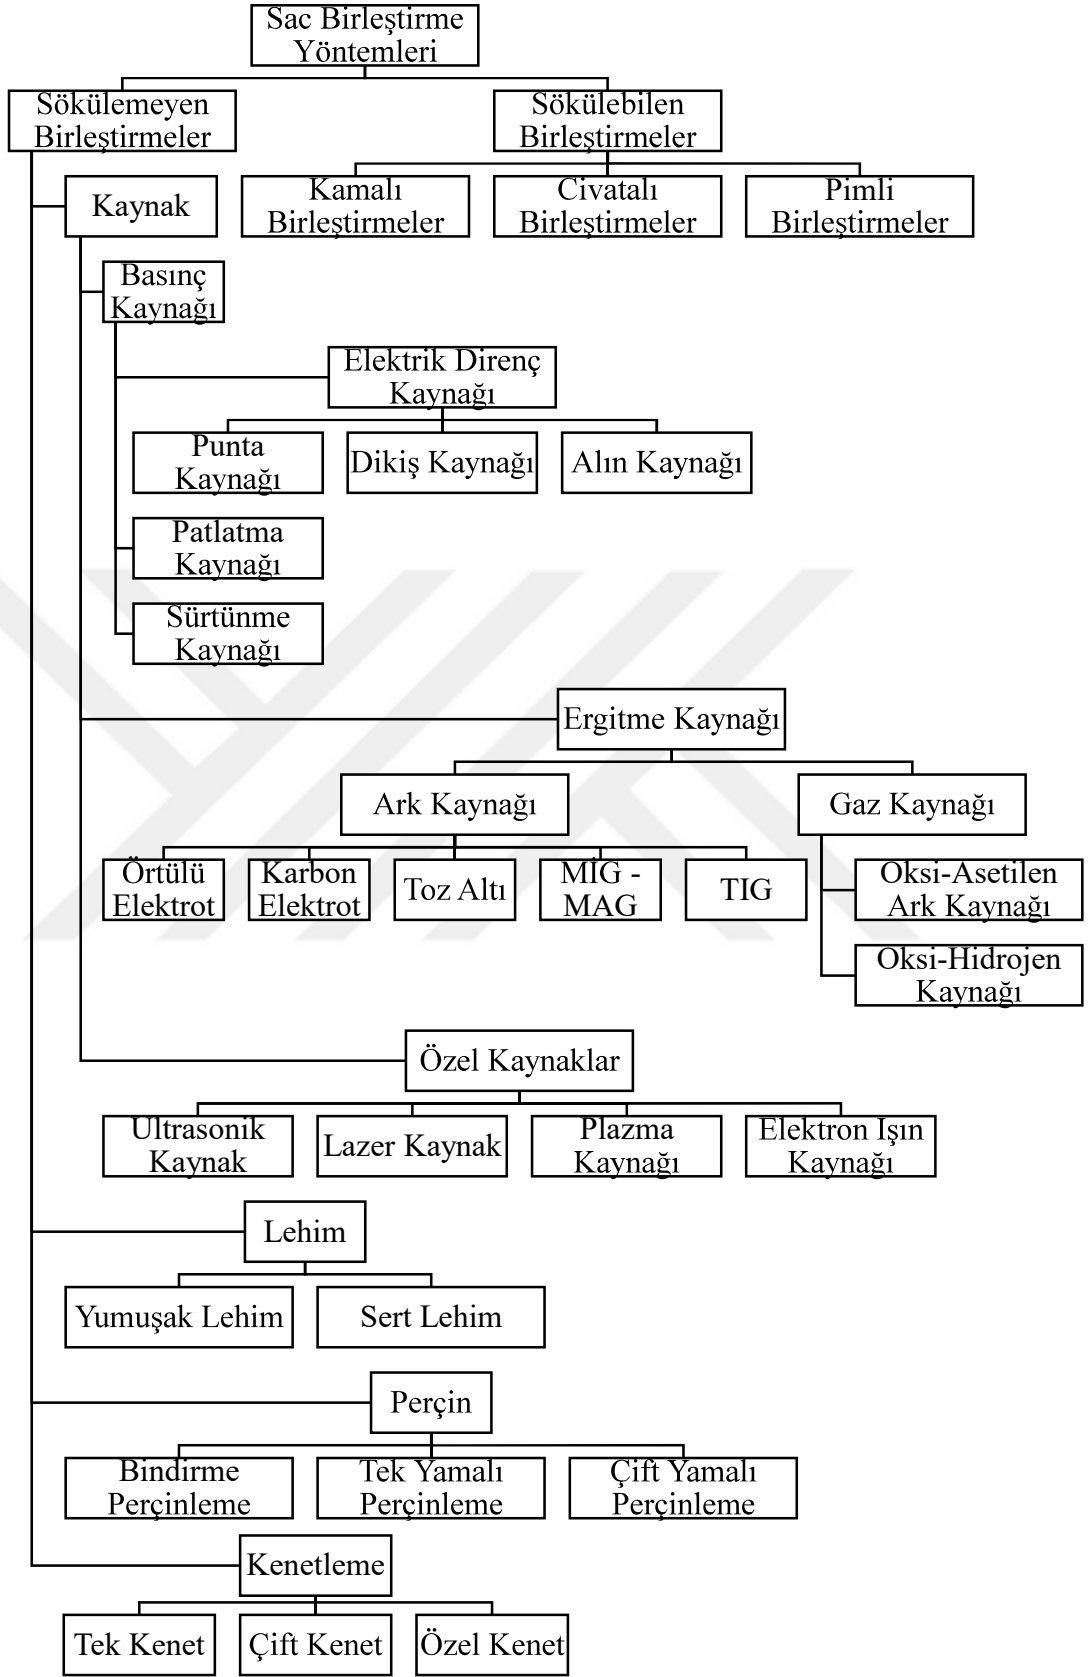 Sac Birleştirme
Yöntemleri
Sökülemeyen
Birleştirmeler
Sökülebilen
Birleştirmeler
Kaynak
Kamalı
Birleştirmeler
Civatalı
Birleştirmeler
Pimli
Birleştirmeler
Basınç
Kaynağı
Elektrik Direnç
Kaynağı
Punta
Kaynağı
Dikiş Kaynağı
Alın Kaynağı
Patlatma
Kaynağı
Sürtünme
Kaynağı
Ergitme Kaynağı
Ark Kaynağı
Gaz Kaynağı
Örtülü
Elektrot
Karbon
Elektrot
Toz Altı
MİG -
MAG
TIG
Oksi-Asetilen
Ark Kaynağı
Oksi-Hidrojen
Kaynağı
Özel Kaynaklar
Ultrasonik
Kaynak
Lazer Kaynak
Plazma
Kaynağı
Elektron Işın
Kaynağı
Lehim
Yumuşak Lehim
Sert Lehim
Perçin
Bindirme
Perçinleme
Tek Yamalı
Perçinleme
Çift Yamalı
Perçinleme
Kenetleme
Tek Kenet
Çift Kenet
Özel Kenet